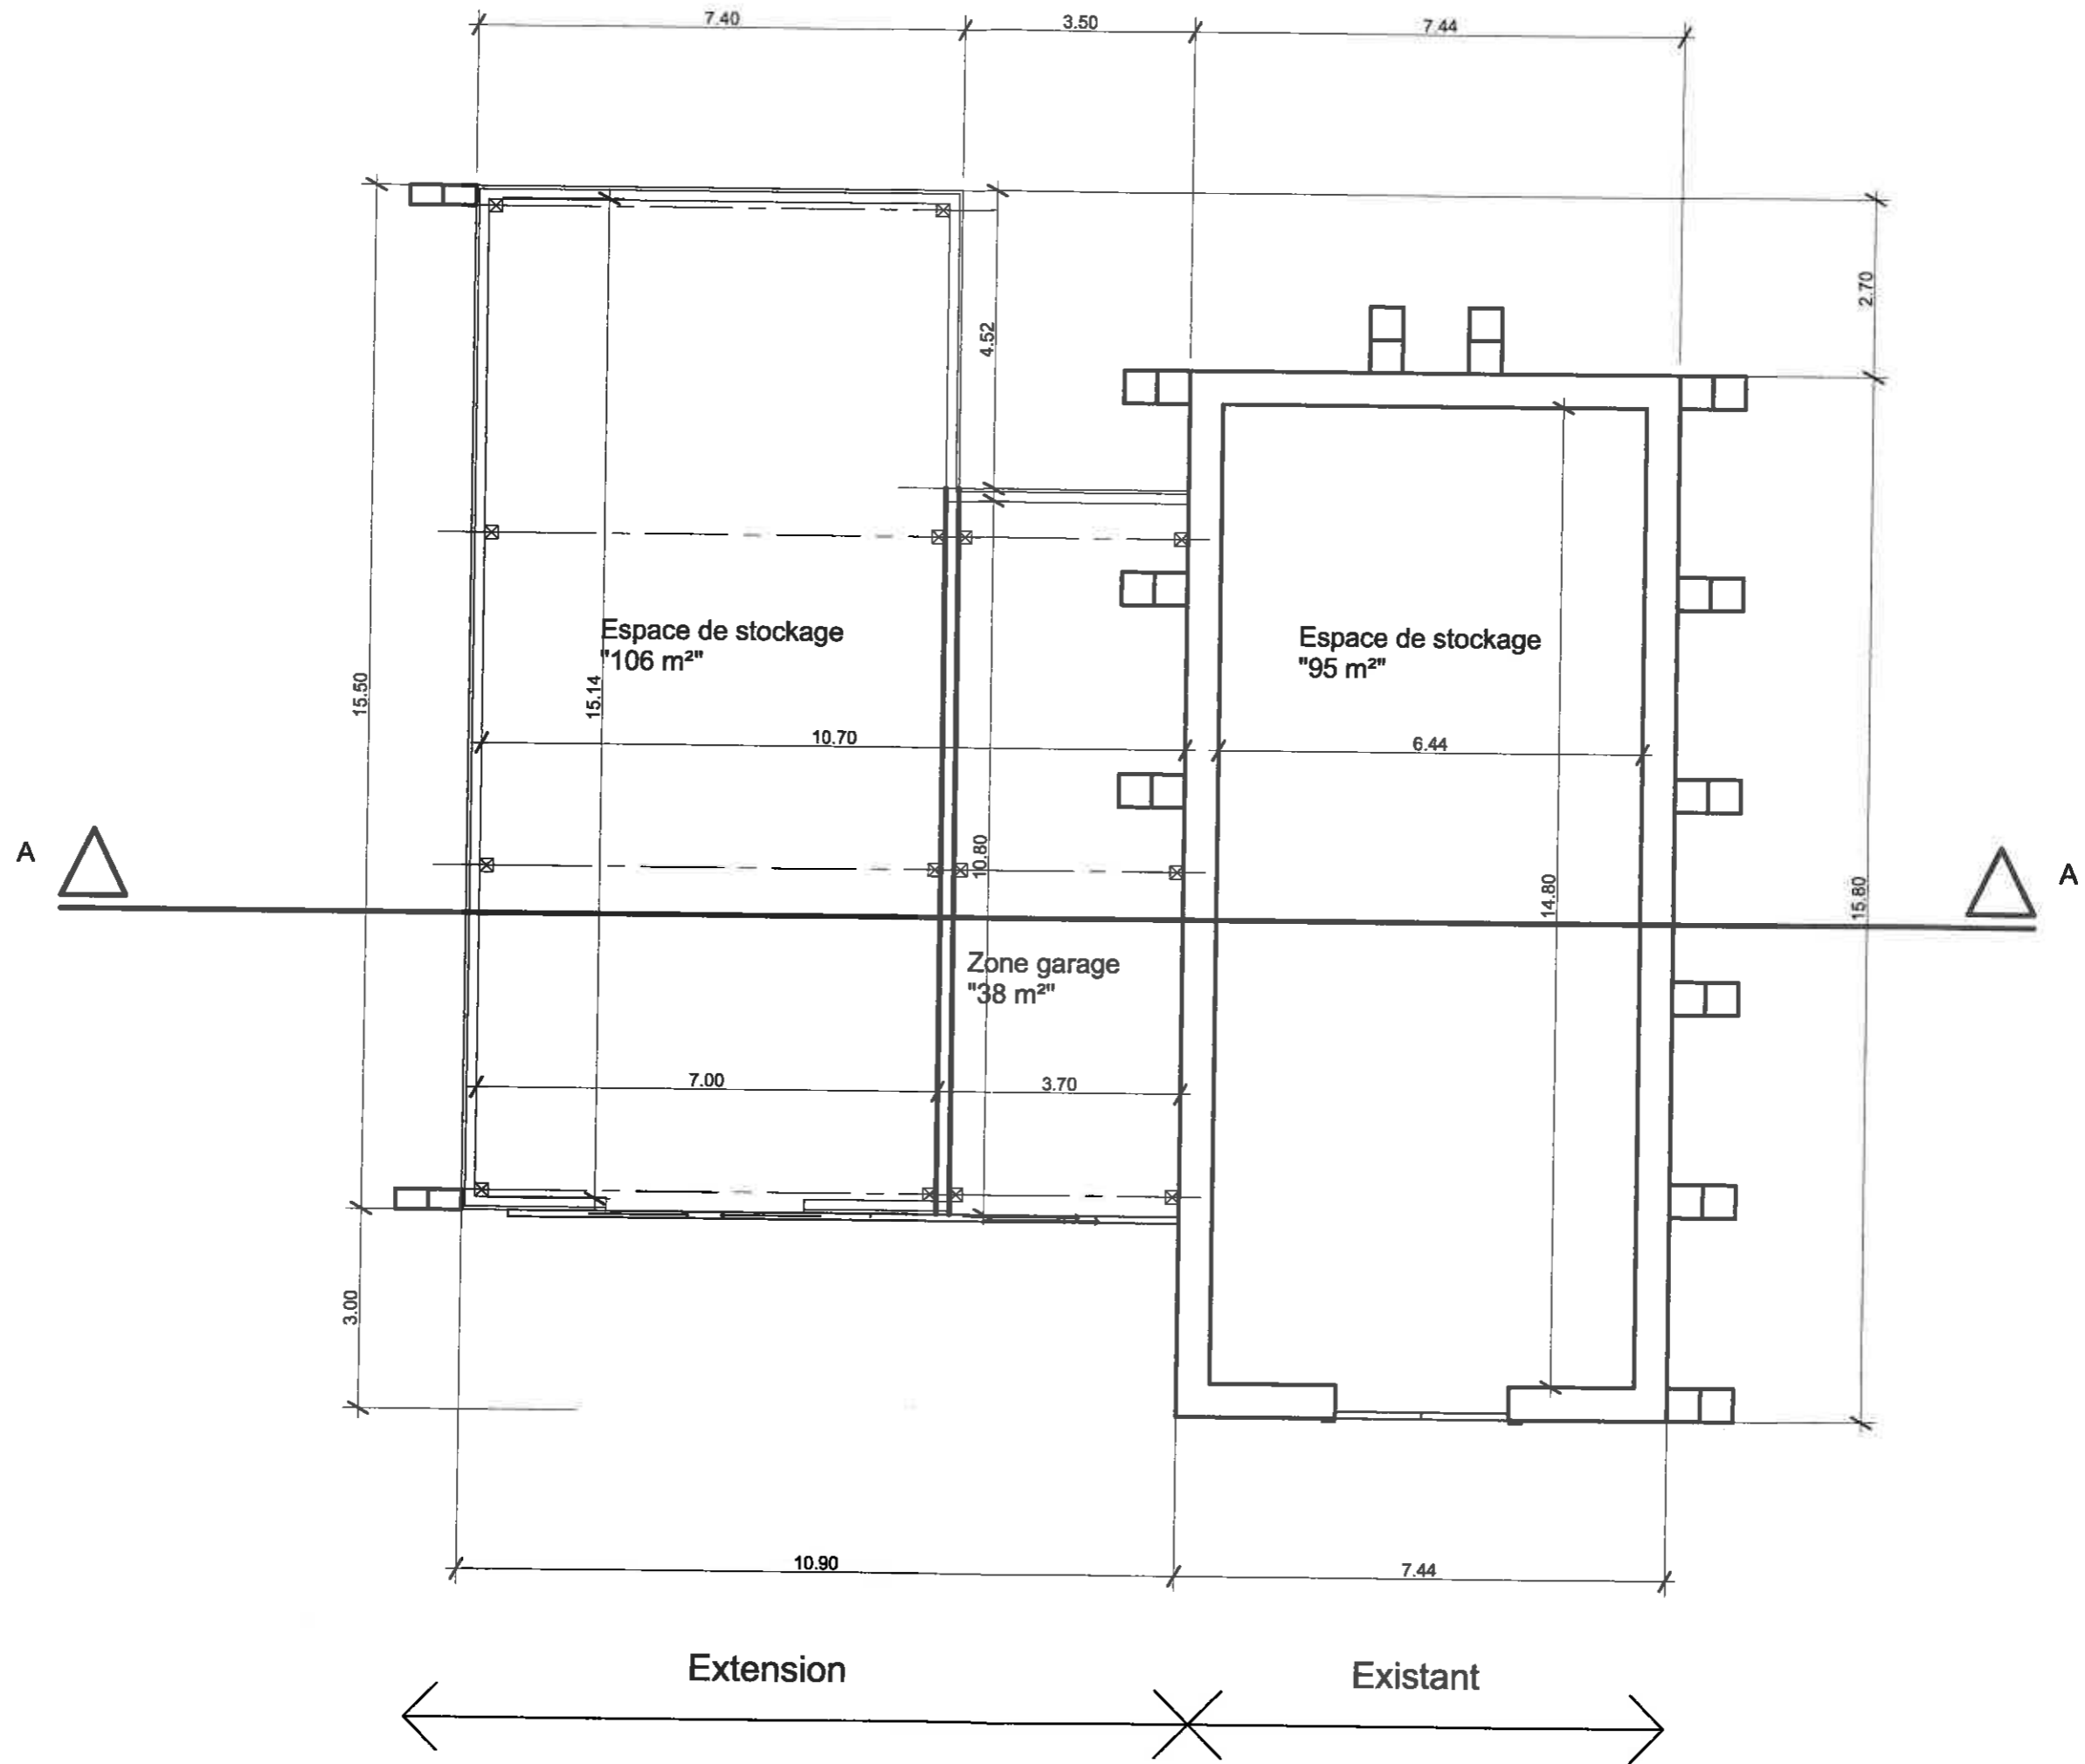 7.40
3.50
7.44
2.70
4.52
Espace de stockage
"106 m²"
Espace de stockage
"95 m²"
15.50
15.14
10.70
6.44
A
A
10.80
14.80
15.80
Zone garage
"38 m²"
7.00
3.70
3.00
10.90
7.44
Extension
Existant